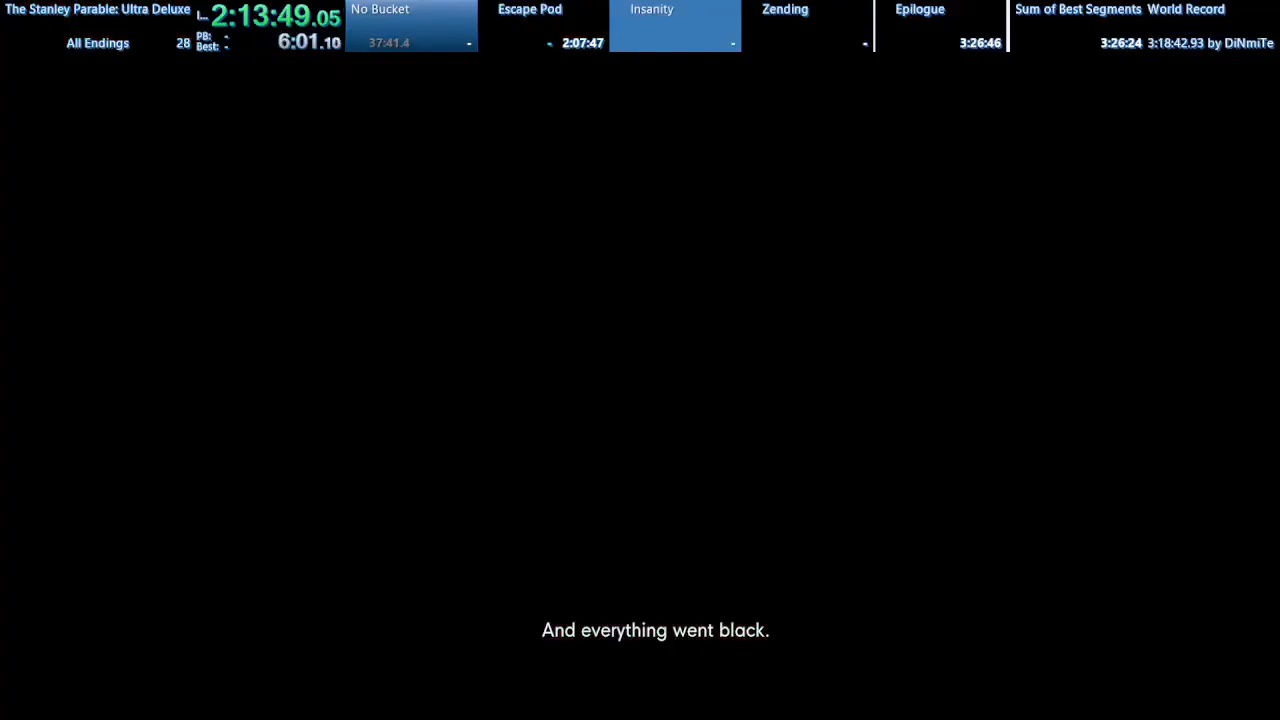 The Stanley Parable: Ultra Deluxe
All Endings 28
I... 2:13:49.05
PB: -
Best: -
6:01.10
No Bucket
37:41.4 -
Escape Pod
- 2:07:47
Insanity
-
Zending
-
Epilogue
3:26:46
Sum of Best Segments
3:26:24
World Record
3:18:42.93 by DiNmiTe
And everything went black.